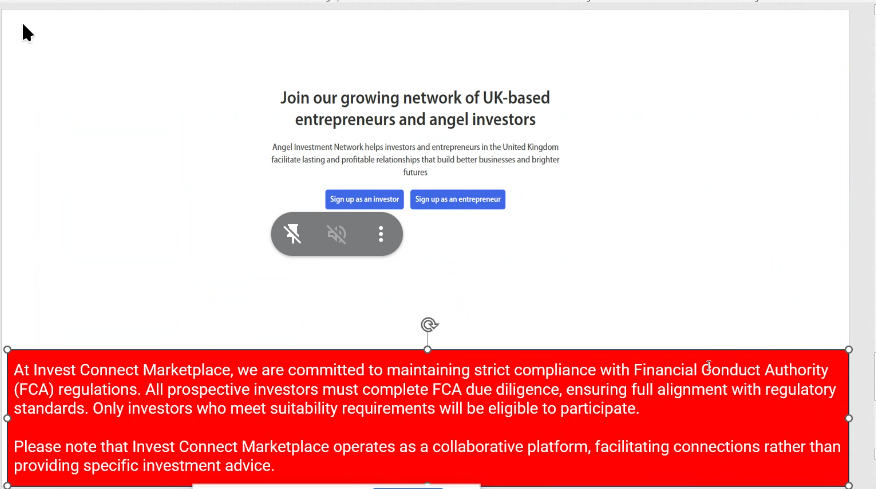 Join our growing network of UK-based
entrepreneurs and angel investors
Angel Investment Network helps investors and entrepreneurs in the United Kingdom
facilitate lasting and profitable relationships that build better businesses and brighter
futures
Sign up as an investor
Sign up as an entrepreneur
At Invest Connect Marketplace, we are committed to maintaining strict compliance with Financial Conduct Authority
(FCA) regulations. All prospective investors must complete FCA due diligence, ensuring full alignment with regulatory
standards. Only investors who meet suitability requirements will be eligible to participate.
Please note that Invest Connect Marketplace operates as a collaborative platform, facilitating connections rather than
providing specific investment advice.